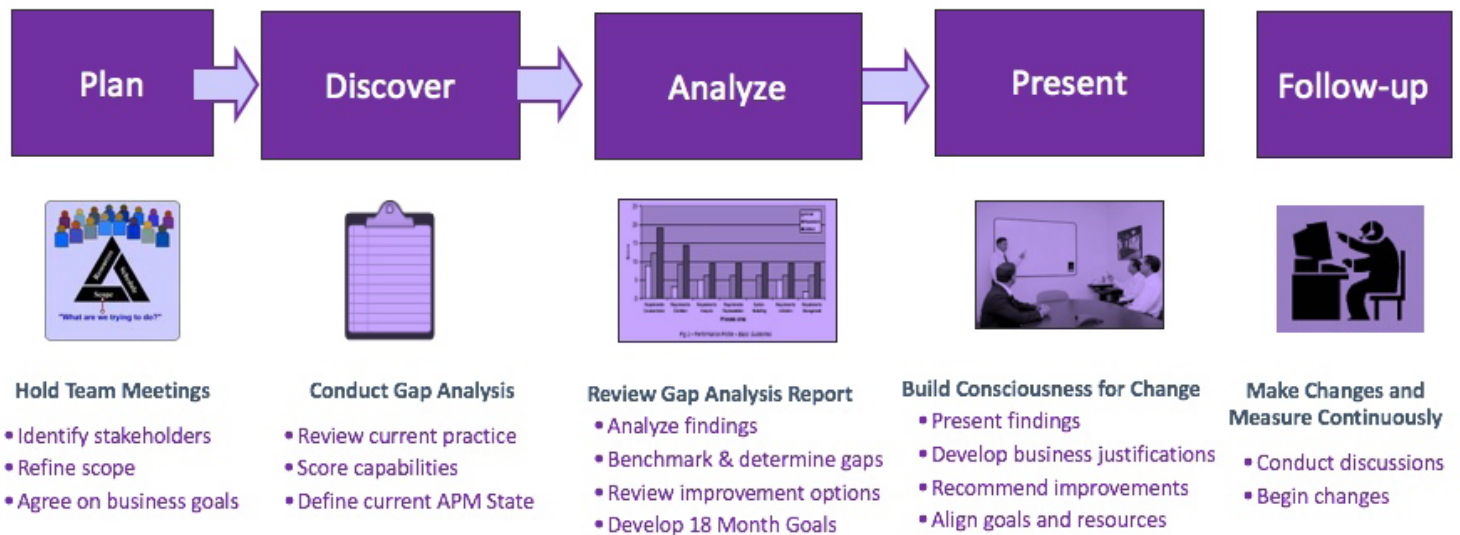 Plan
Discover
Analyze
Present
Follow-up
Scope
Schedule
"What are we trying to do?"
Hold Team Meetings
• Identify stakeholders
• Refine scope
• Agree on business goals
Conduct Gap Analysis
• Review current practice
• Score capabilities
• Define current APM State
Review Gap Analysis Report
• Analyze findings
• Benchmark & determine gaps
• Review improvement options
• Develop 18 Month Goals
Build Consciousness for Change
• Present findings
• Develop business justifications
• Recommend improvements
• Align goals and resources
Make Changes and
Measure Continuously
• Conduct discussions
• Begin changes